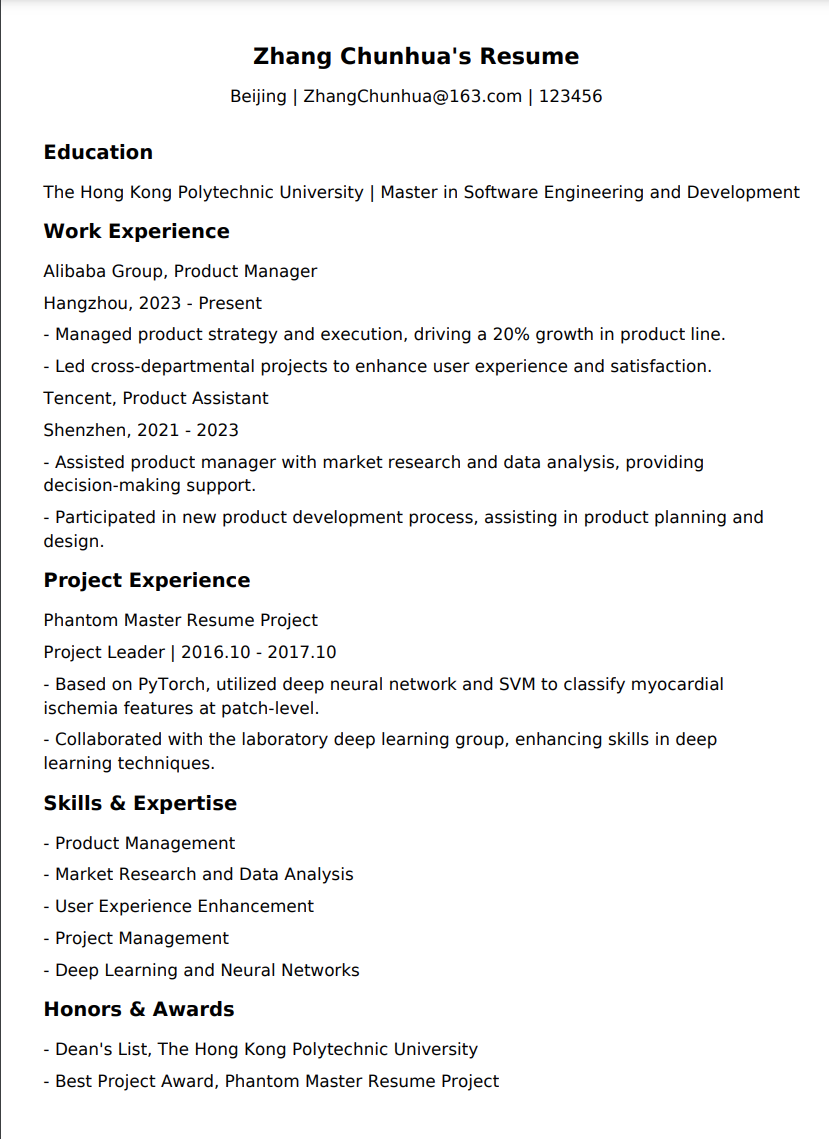 Zhang Chunhua's Resume
Beijing | ZhangChunhua@163.com | 123456
Education
The Hong Kong Polytechnic University | Master in Software Engineering and Development
Work Experience
Alibaba Group, Product Manager
Hangzhou, 2023 - Present
- Managed product strategy and execution, driving a 20% growth in product line.
- Led cross-departmental projects to enhance user experience and satisfaction.
Tencent, Product Assistant
Shenzhen, 2021 - 2023
- Assisted product manager with market research and data analysis, providing
decision-making support.
- Participated in new product development process, assisting in product planning and
design.
Project Experience
Phantom Master Resume Project
Project Leader | 2016.10 - 2017.10
- Based on PyTorch, utilized deep neural network and SVM to classify myocardial
ischemia features at patch-level.
- Collaborated with the laboratory deep learning group, enhancing skills in deep
learning techniques.
Skills & Expertise
- Product Management
- Market Research and Data Analysis
- User Experience Enhancement
- Project Management
- Deep Learning and Neural Networks
Honors & Awards
- Dean's List, The Hong Kong Polytechnic University
- Best Project Award, Phantom Master Resume Project